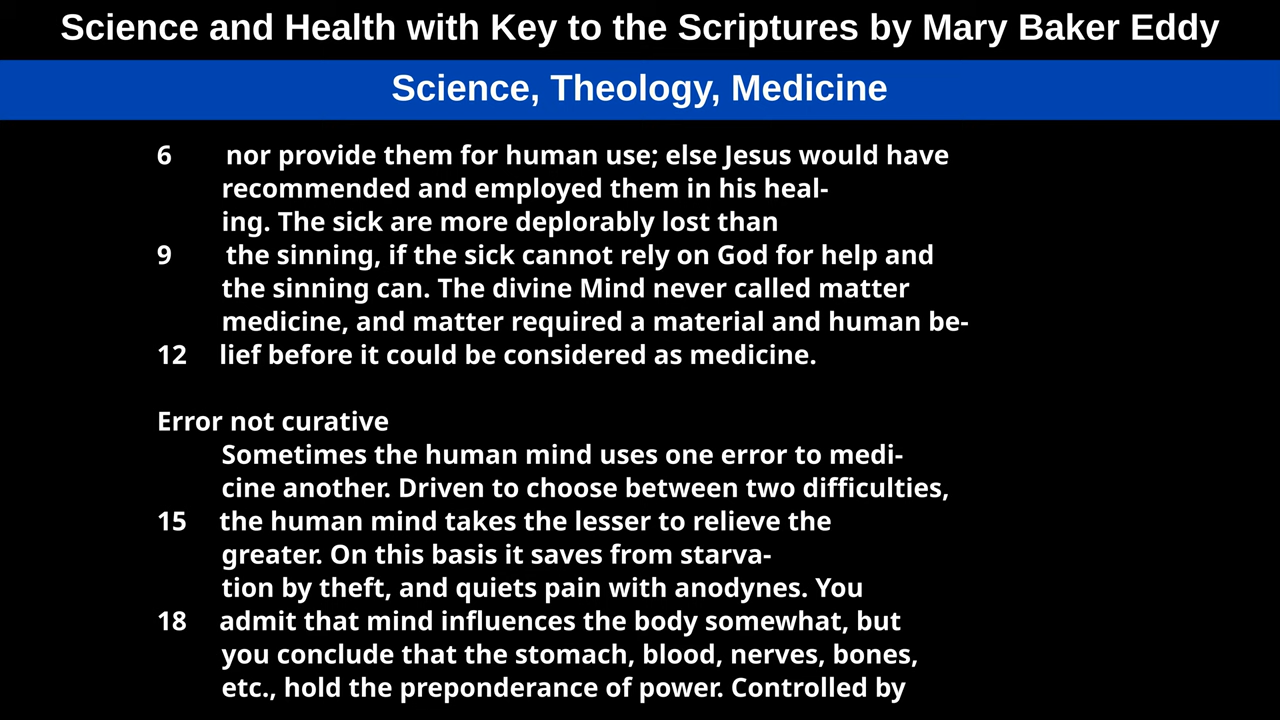 Science and Health with Key to the Scriptures by Mary Baker Eddy
Science, Theology, Medicine
6 nor provide them for human use; else Jesus would have
recommended and employed them in his heal-
ing. The sick are more deplorably lost than
9 the sinning, if the sick cannot rely on God for help and
the sinning can. The divine Mind never called matter
medicine, and matter required a material and human be-
12 lief before it could be considered as medicine.
Error not curative
Sometimes the human mind uses one error to medi-
cine another. Driven to choose between two difficulties,
15 the human mind takes the lesser to relieve the
greater. On this basis it saves from starva-
tion by theft, and quiets pain with anodynes. You
18 admit that mind influences the body somewhat, but
you conclude that the stomach, blood, nerves, bones,
etc., hold the preponderance of power. Controlled by